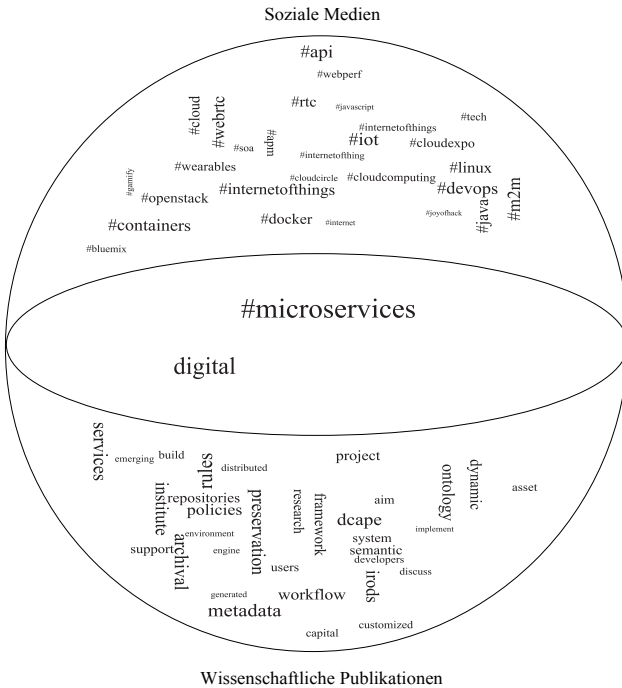 Soziale Medien
#api
#webperf
#rtc
#javascript
#cloud
#webrtc
#tech
#internetofthings
#apm
#iot
#cloudexpo
#soa
#internetofthing
#wearables
#linux
#cloudcircle
#cloudcomputing
#gamify
#internetofthings
#devops
#openstack
#m2m
#java
#joyofhack
#containers
#docker
#internet
#bluemix
#microservices
digital
services
project
emerging
build
rules
distributed
dynamic
ontology
asset
institute
repositories
policies
preservation
research
framework
aim
dcape
implement
environment
archival
support
engine
system
semantic
developers
users
irods
discuss
generated
workflow
metadata
customized
capital
Wissenschaftliche Publikationen